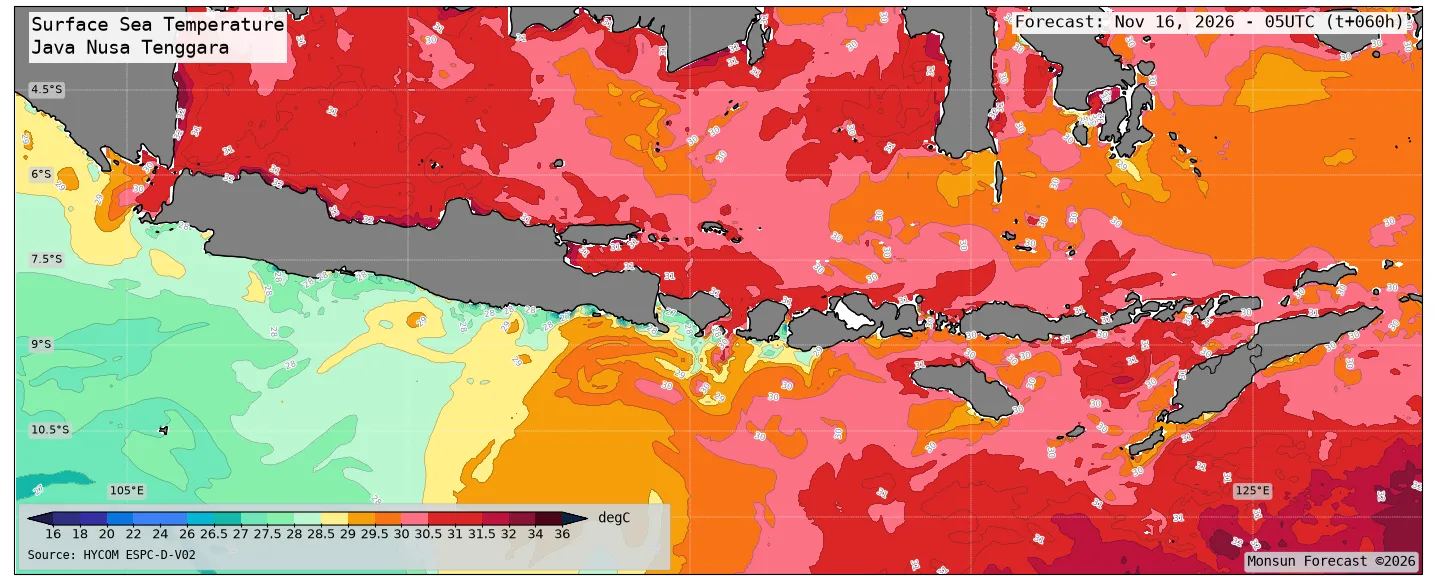 Surface Sea Temperature
Java Nusa Tenggara
Forecast: Nov 16, 2026 - 05UTC (t+060h)
4.5°S
6°S
7.5°S
9°S
10.5°S
105°E
125°E
16 18 20 22 24 26 26.5 27 27.5 28 28.5 29 29.5 30 30.5 31 31.5 32 34 36
degC
Source: HYCOM ESPC-D-V02
Monsun Forecast ©2026